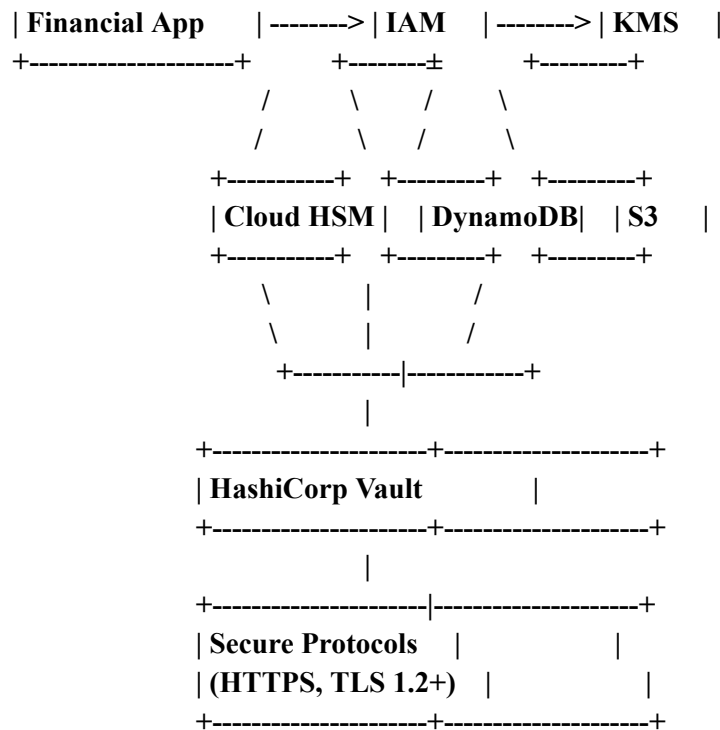 | Financial App | --------> | IAM | --------> | KMS |
+---------------------+ +--------± +---------+
/ \ / \
/ \ / \
+-----------+ +---------+ +---------+
| Cloud HSM | | DynamoDB| | S3 |
+-----------+ +---------+ +---------+
\ | /
\ | /
+-----------|------------+
|
+----------------------+---------------------+
| HashiCorp Vault |
+----------------------+---------------------+
|
+----------------------|---------------------+
| Secure Protocols | |
| (HTTPS, TLS 1.2+) | |
+----------------------+---------------------+